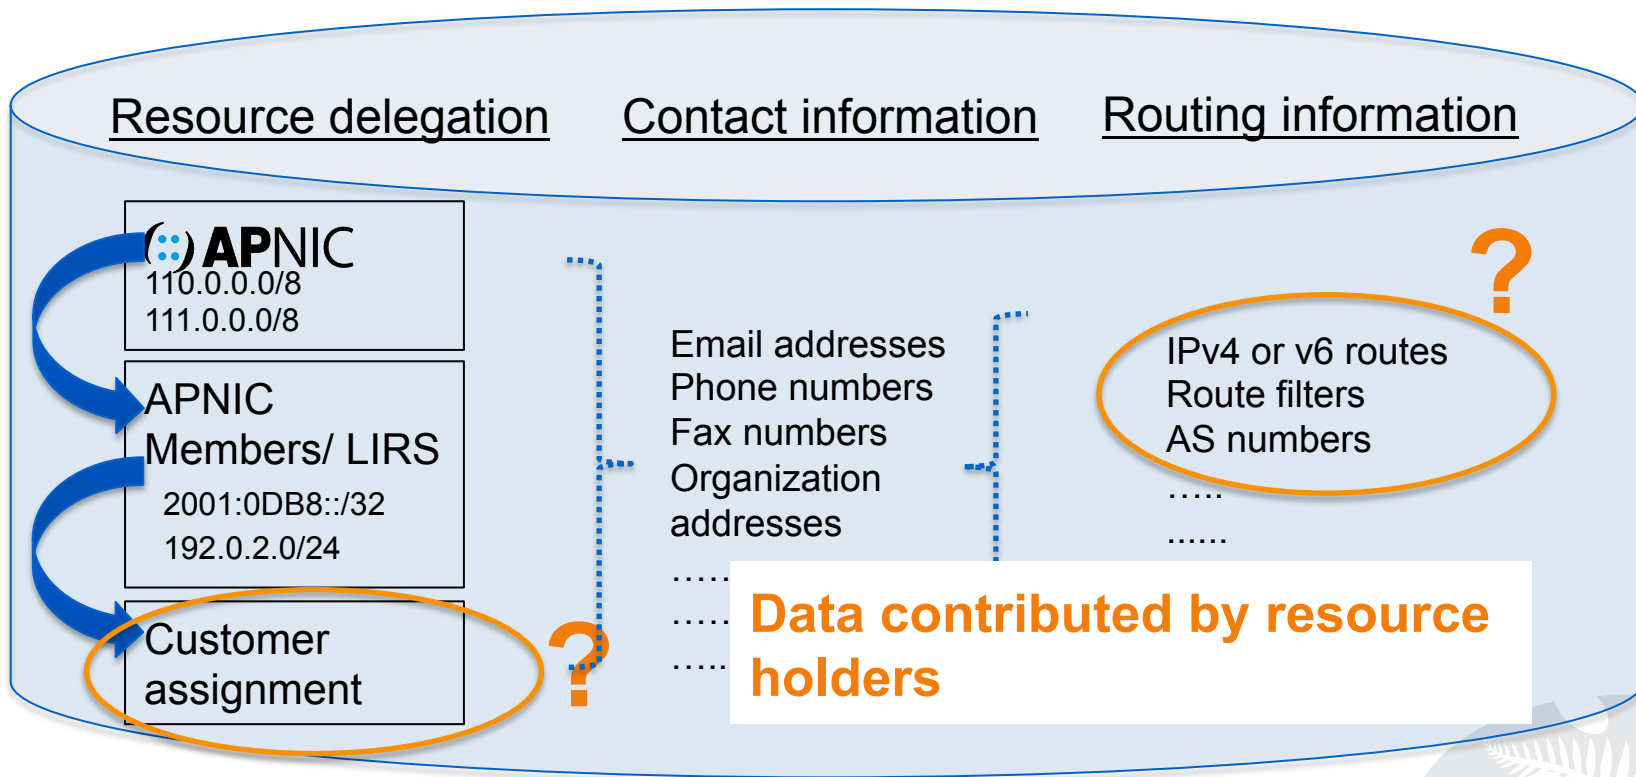 Resource delegation
Contact information
Routing information
APNIC
110.0.0.0/8
111.0.0.0/8
APNIC
Members/ LIRS
2001:0DB8::/32
192.0.2.0/24
Customer
assignment
?
Email addresses
Phone numbers
Fax numbers
Organization
addresses
.....
.....
.....
?
IPv4 or v6 routes
Route filters
AS numbers
.....
......
Data contributed by resource
holders